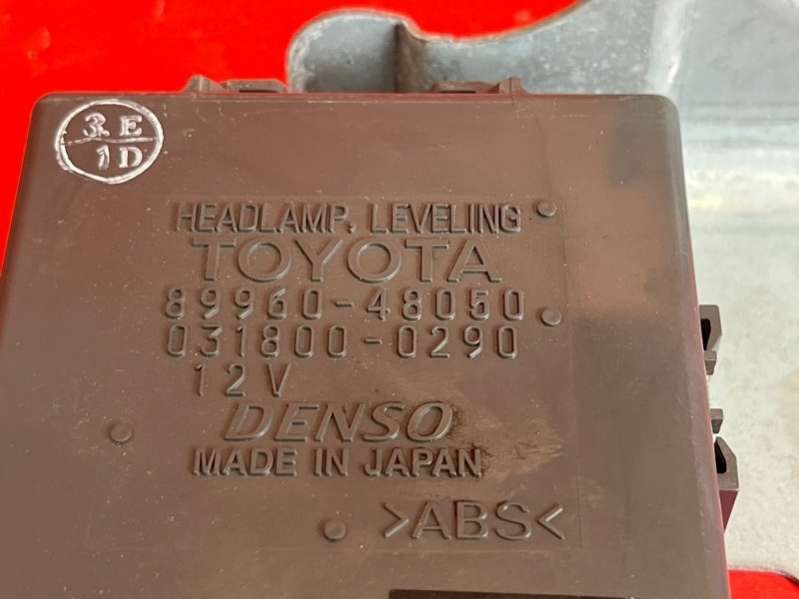 3E
1D
HEADLAMP. LEVELING
TOYOTA
89960-48050
031800-0290
12V
DENSO
MADE IN JAPAN
>ABS<